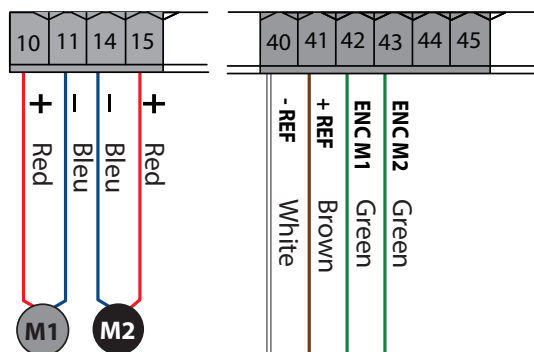 10 11 14 15
40 41 42 43 44 45
+ - - +
Red
Bleu
Bleu
Red
- REF
+ REF
ENC M1
ENC M2
White
Brown
Green
Green
M1
M2